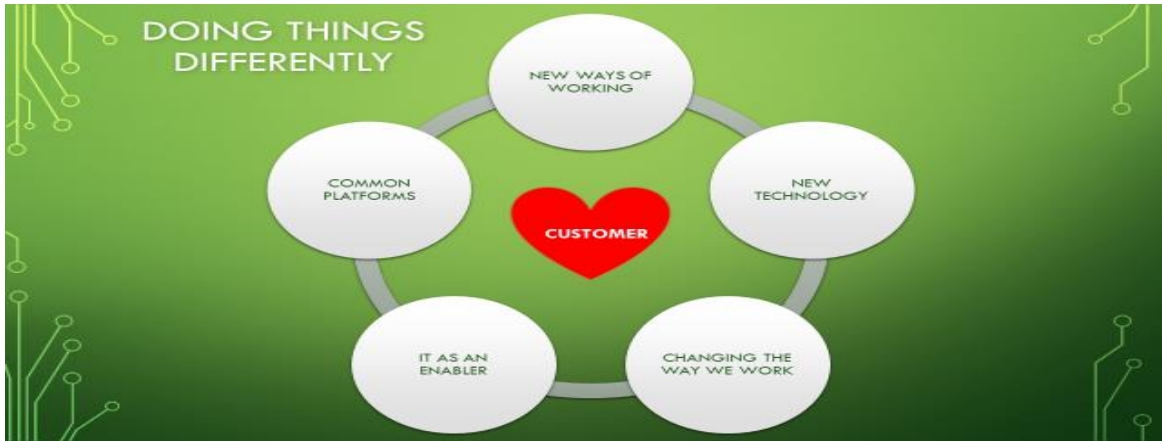 DOING THINGS
DIFFERENTLY
NEW WAYS OF
WORKING
NEW
TECHNOLOGY
CHANGING THE
WAY WE WORK
IT AS AN
ENABLER
COMMON
PLATFORMS
CUSTOMER